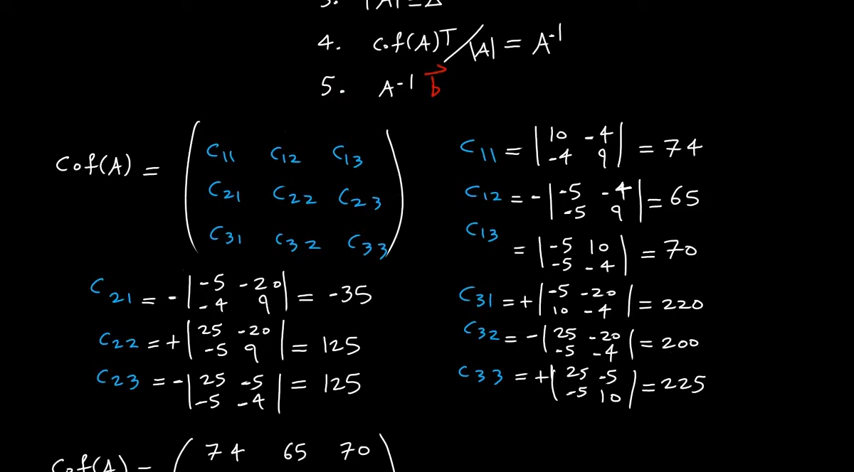 3. |A| = Δ
4. Cof(A)ᵀ/|A| = A⁻¹
5. A⁻¹ b⃗
Cof(A) = ( C11 C12 C13
C21 C22 C23
C31 C32 C33 )
C11 = | 10 -4 ; -4 9 | = 74
C12 = - | -5 -4 ; -5 9 | = 65
C13 = | -5 10 ; -5 -4 | = 70
C21 = - | -5 -20 ; -4 9 | = -35
C22 = + | 25 -20 ; -5 9 | = 125
C23 = - | 25 -5 ; -5 -4 | = 125
C31 = + | -5 -20 ; 10 -4 | = 220
C32 = - | 25 -20 ; -5 -4 | = 200
C33 = + | 25 -5 ; -5 10 | = 225
Cof(A) = ( 74 65 70